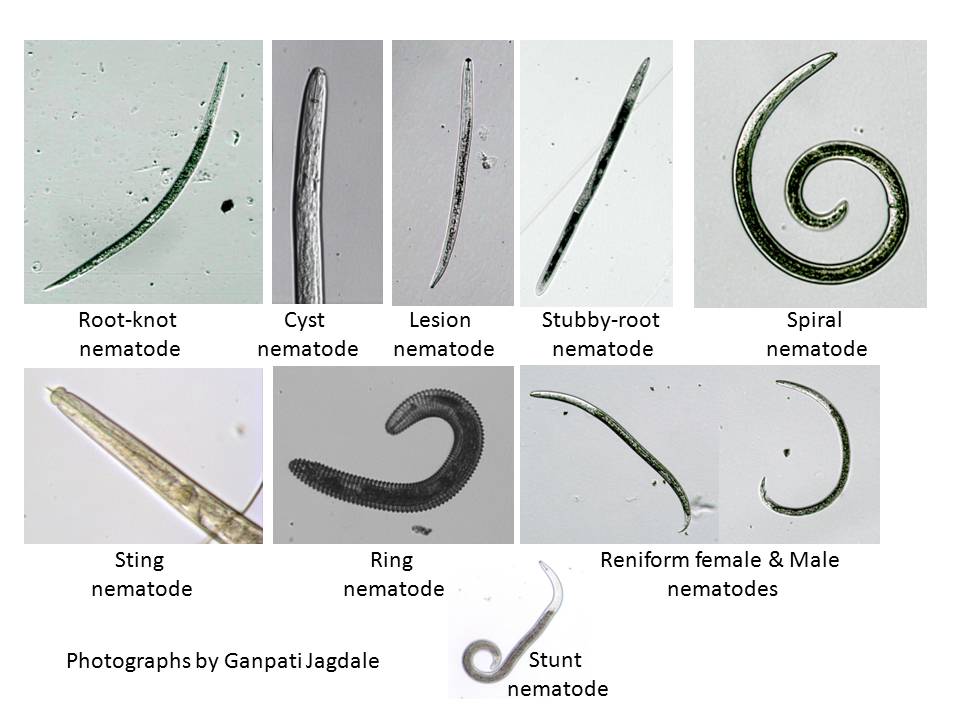 Root-knot
nematode
Cyst
nematode
Lesion
nematode
Stubby-root
nematode
Spiral
nematode
Sting
nematode
Ring
nematode
Reniform female & Male
nematodes
Photographs by Ganpati Jagdale
Stunt
nematode